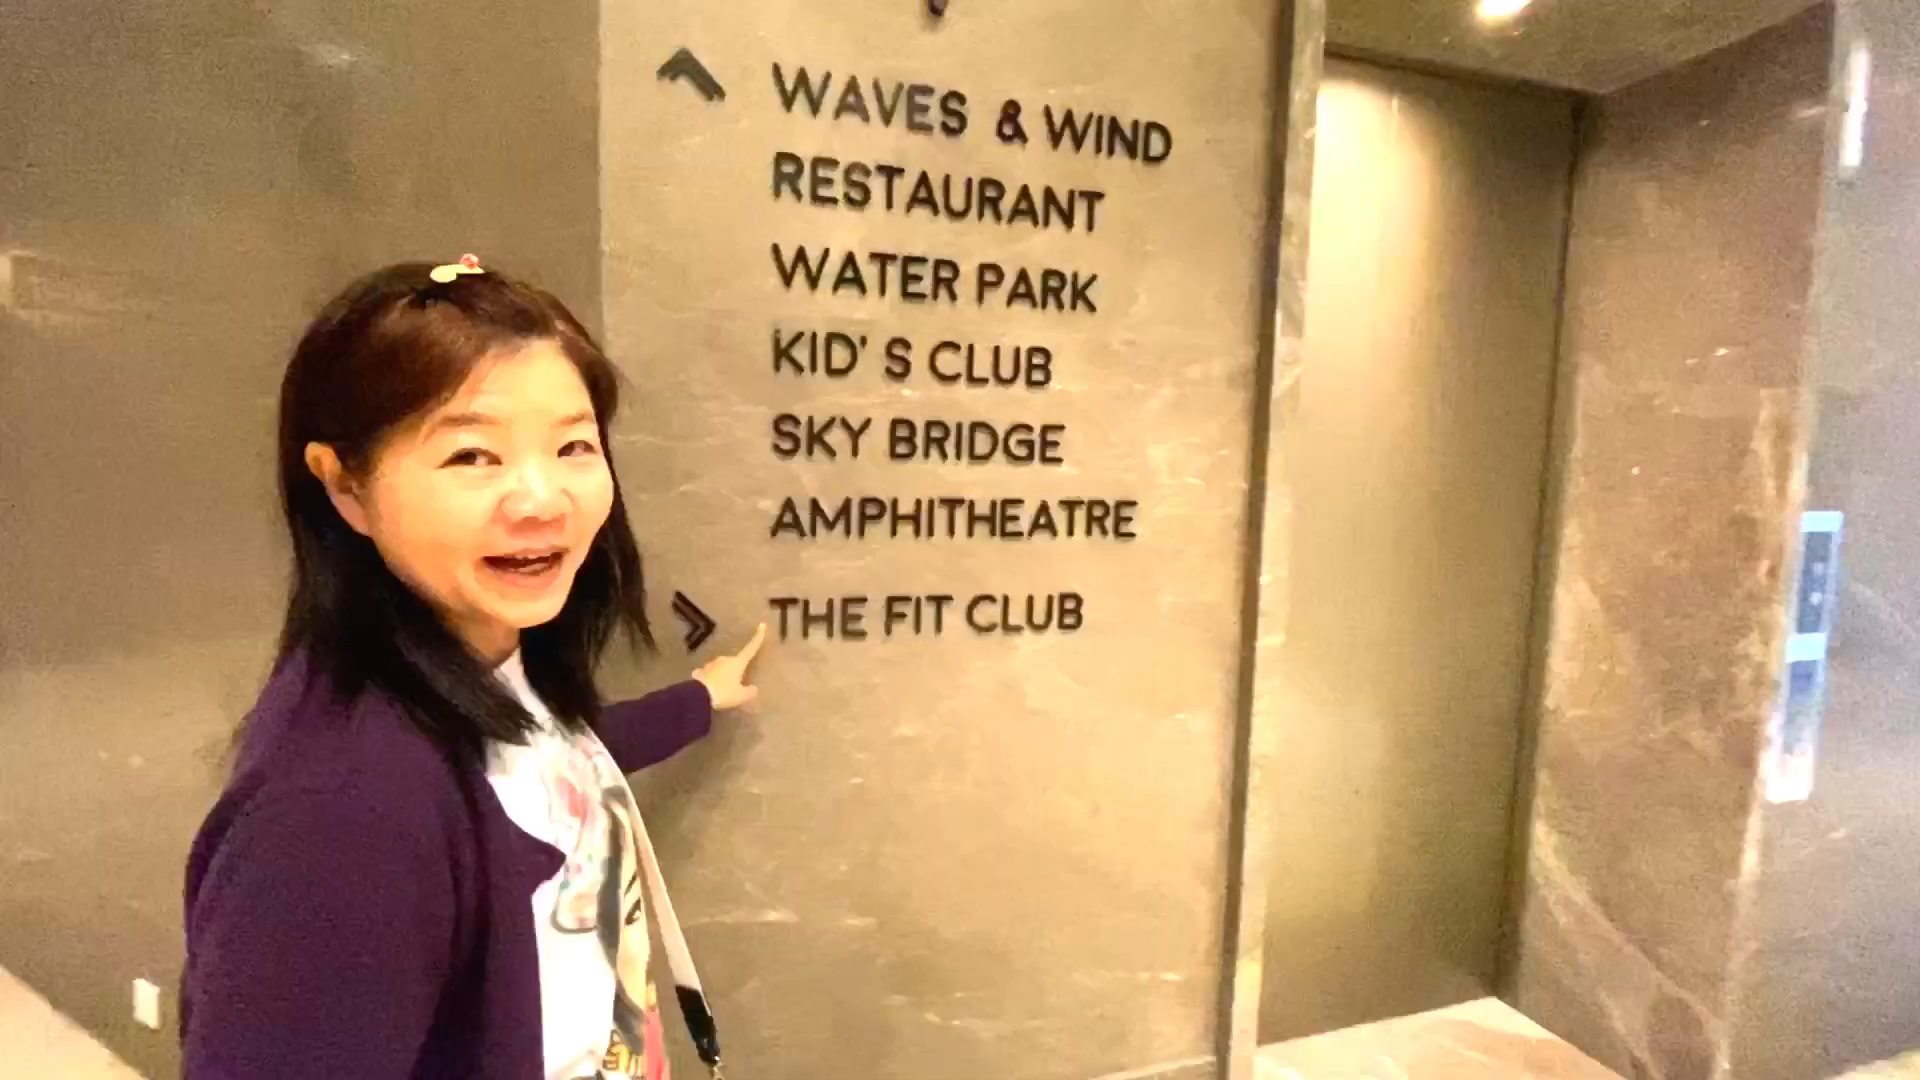 WAVES & WIND
RESTAURANT
WATER PARK
KID'S CLUB
SKY BRIDGE
AMPHITHEATRE
THE FIT CLUB